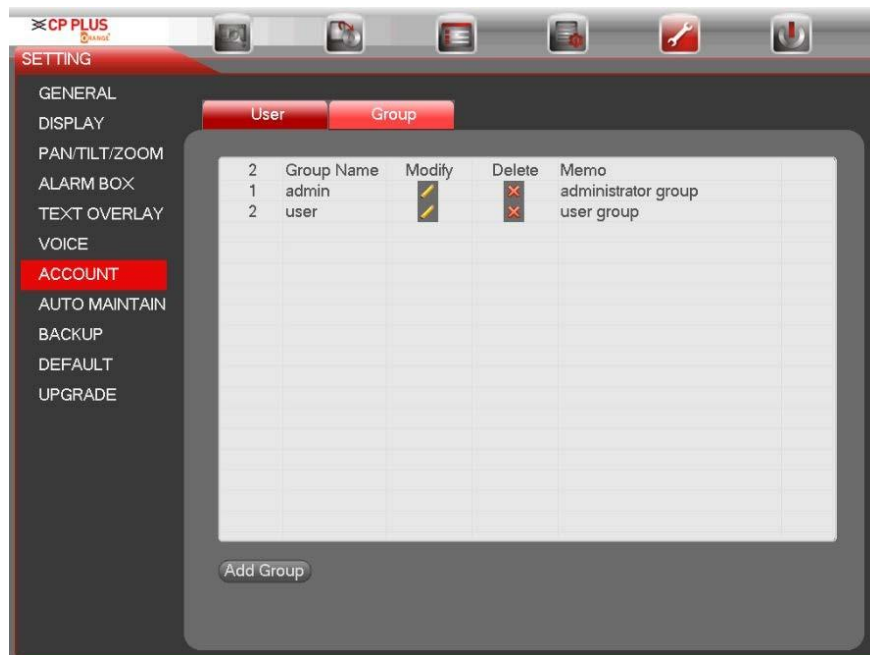 CP PLUS
ORANGE
SETTING
GENERAL
DISPLAY
PAN/TILT/ZOOM
ALARM BOX
TEXT OVERLAY
VOICE
ACCOUNT
AUTO MAINTAIN
BACKUP
DEFAULT
UPGRADE
User Group
2 Group Name Modify Delete Memo
1 admin administrator group
2 user user group
Add Group